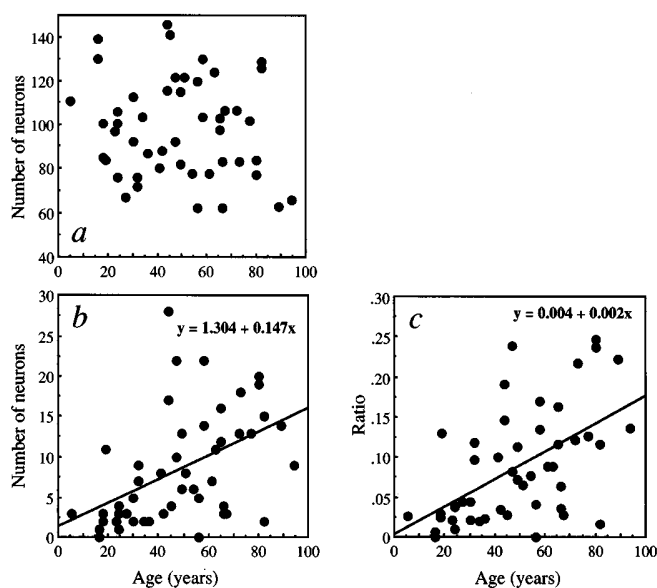 Number of neurons
140
120
100
80
60
40
a
0 20 40 60 80 100
Number of neurons
30
25
20
15
10
5
0
b
y = 1.304 + 0.147x
0 20 40 60 80 100
Age (years)
Ratio
.30
.25
.20
.15
.10
.05
0
c
y = 0.004 + 0.002x
0 20 40 60 80 100
Age (years)